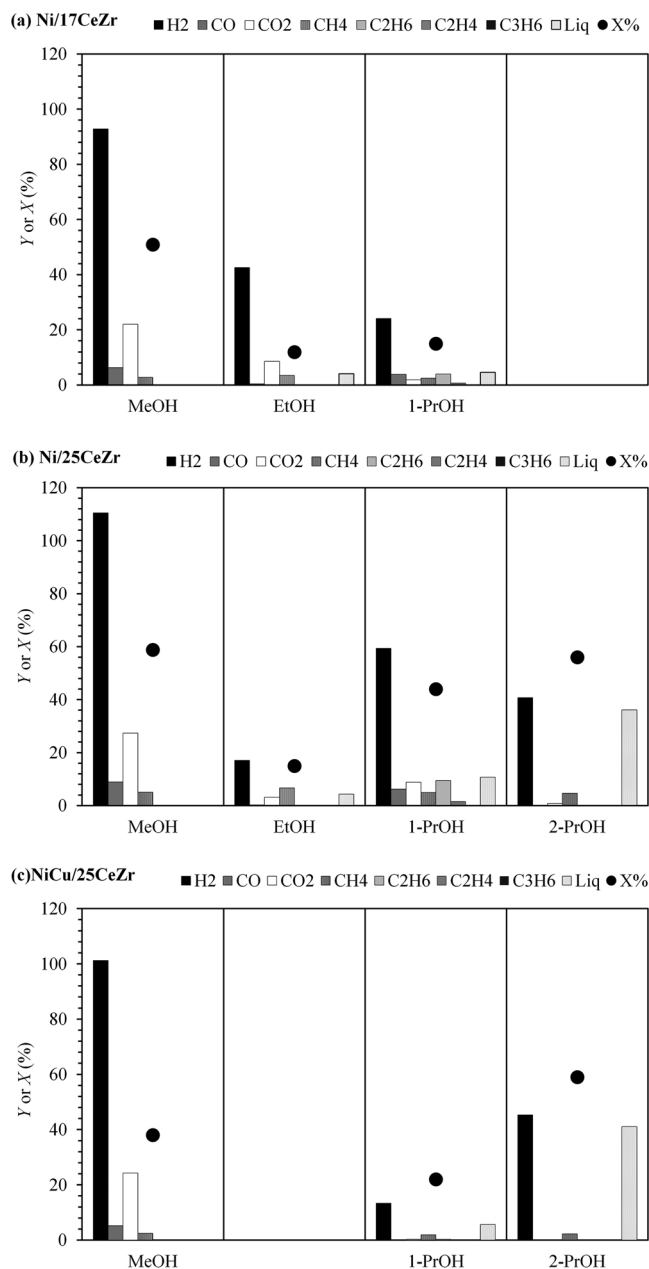 (a) Ni/17CeZr
H2 CO CO2 CH4 C2H6 C2H4 C3H6 Liq X%
120
100
80
60
40
20
0
Y or X (%)
MeOH EtOH 1-PrOH
(b) Ni/25CeZr
H2 CO CO2 CH4 C2H6 C2H4 C3H6 Liq X%
120
100
80
60
40
20
0
Y or X (%)
MeOH EtOH 1-PrOH 2-PrOH
(c)NiCu/25CeZr
H2 CO CO2 CH4 C2H6 C2H4 C3H6 Liq X%
120
100
80
60
40
20
0
Y or X (%)
MeOH 1-PrOH 2-PrOH